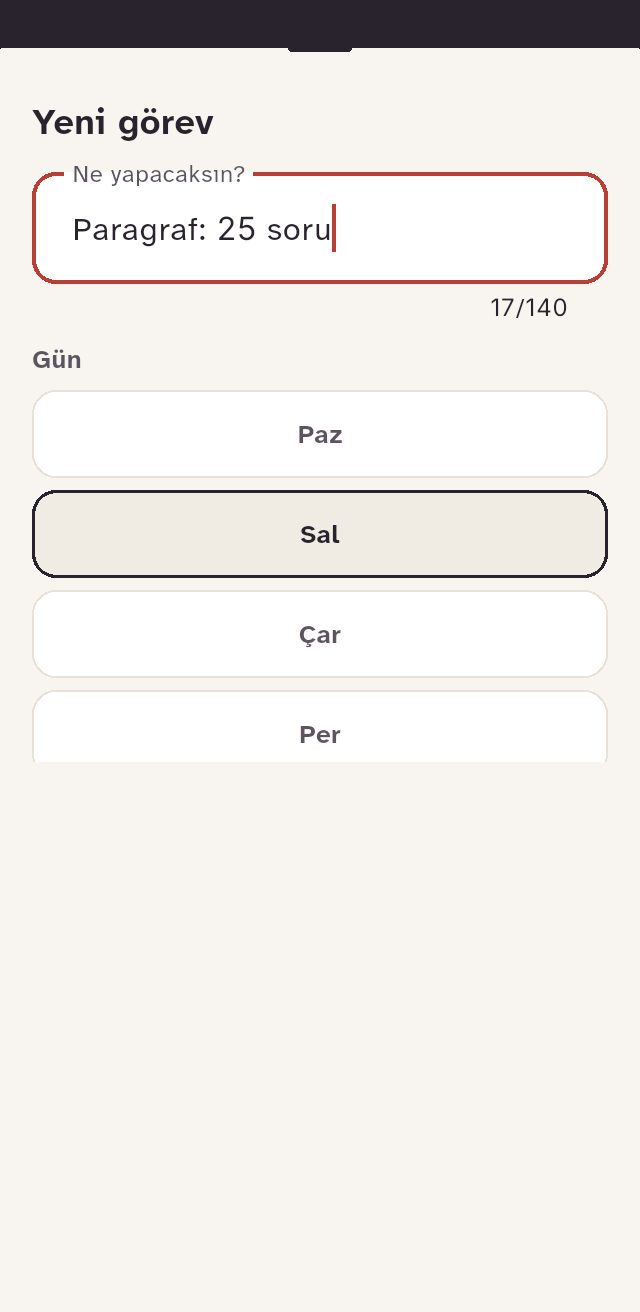 Yeni görev
Ne yapacaksın?
Paragraf: 25 soru
17/140
Gün
Paz
Sal
Çar
Per